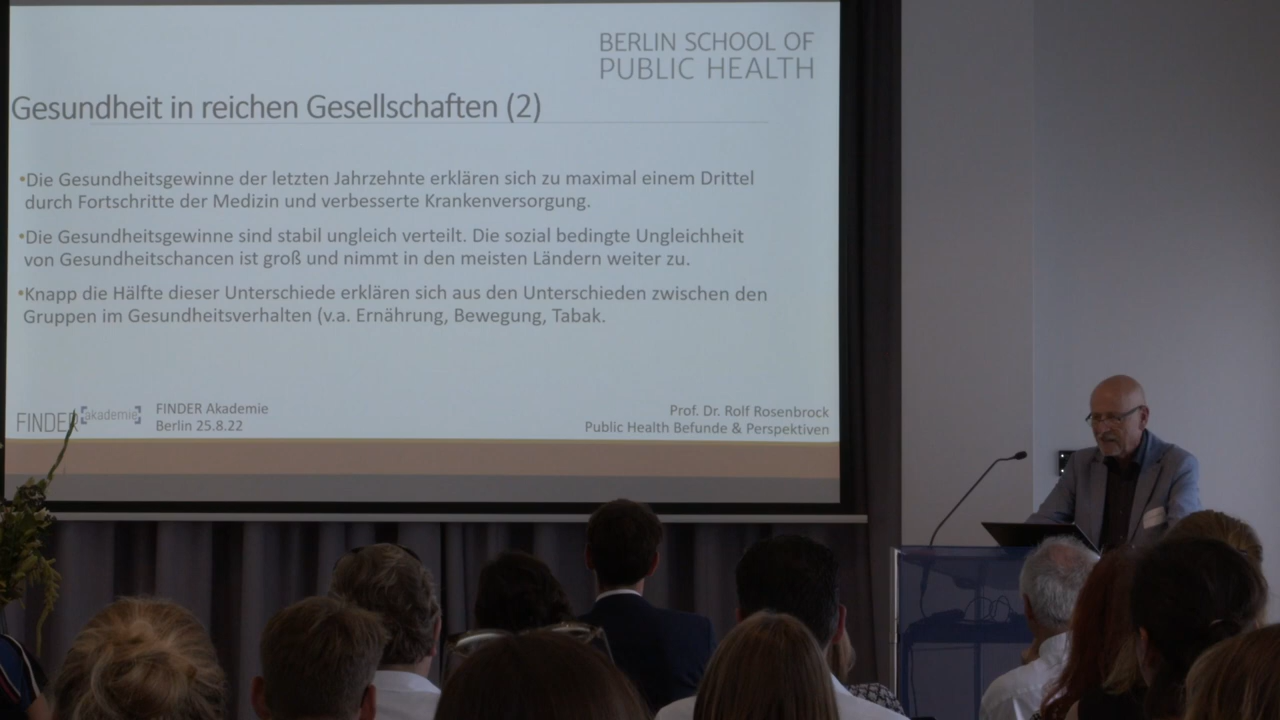 BERLIN SCHOOL OF
PUBLIC HEALTH
Gesundheit in reichen Gesellschaften (2)
•Die Gesundheitsgewinne der letzten Jahrzehnte erklären sich zu maximal einem Drittel
durch Fortschritte der Medizin und verbesserte Krankenversorgung.
•Die Gesundheitsgewinne sind stabil ungleich verteilt. Die sozial bedingte Ungleichheit
von Gesundheitschancen ist groß und nimmt in den meisten Ländern weiter zu.
•Knapp die Hälfte dieser Unterschiede erklären sich aus den Unterschieden zwischen den
Gruppen im Gesundheitsverhalten (v.a. Ernährung, Bewegung, Tabak.
FINDER akademie
FINDER Akademie
Berlin 25.8.22
Prof. Dr. Rolf Rosenbrock
Public Health Befunde & Perspektiven